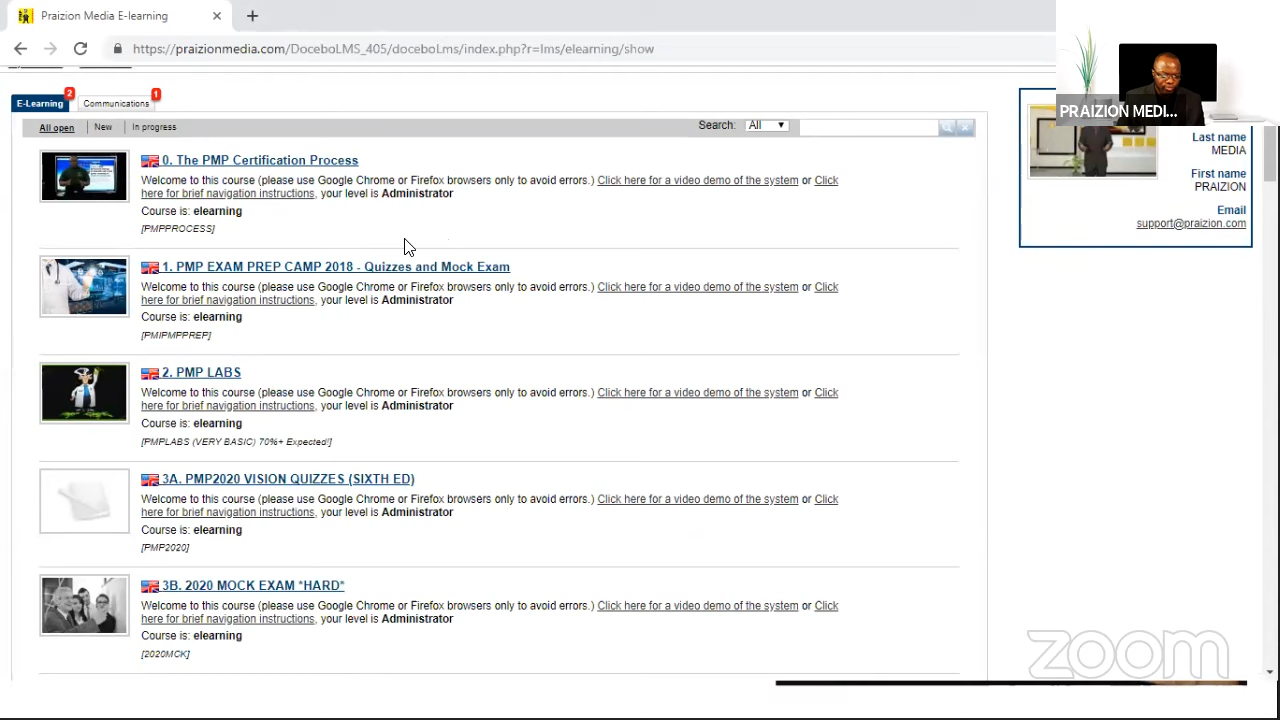 Praizion Media E-learning
https://praizionmedia.com/DoceboLMS_405/doceboLms/index.php?r=lms/elearning/show
PRAIZION MEDI...
E-Learning 2 Communications 1
All open New In progress
Search: All
0. The PMP Certification Process
Welcome to this course (please use Google Chrome or Firefox browsers only to avoid errors.) Click here for a video demo of the system or Click
here for brief navigation instructions, your level is Administrator
Course is: elearning
[PMPPROCESS]
1. PMP EXAM PREP CAMP 2018 - Quizzes and Mock Exam
Welcome to this course (please use Google Chrome or Firefox browsers only to avoid errors.) Click here for a video demo of the system or Click
here for brief navigation instructions, your level is Administrator
Course is: elearning
[PMIPMPPREP]
2. PMP LABS
Welcome to this course (please use Google Chrome or Firefox browsers only to avoid errors.) Click here for a video demo of the system or Click
here for brief navigation instructions, your level is Administrator
Course is: elearning
[PMPLABS (VERY BASIC) 70%+ Expected!]
3A. PMP2020 VISION QUIZZES (SIXTH ED)
Welcome to this course (please use Google Chrome or Firefox browsers only to avoid errors.) Click here for a video demo of the system or Click
here for brief navigation instructions, your level is Administrator
Course is: elearning
[PMP2020]
3B. 2020 MOCK EXAM *HARD*
Welcome to this course (please use Google Chrome or Firefox browsers only to avoid errors.) Click here for a video demo of the system or Click
here for brief navigation instructions, your level is Administrator
Course is: elearning
[2020MCK]
Last name
MEDIA
First name
PRAIZION
Email
support@praizion.com
zoom